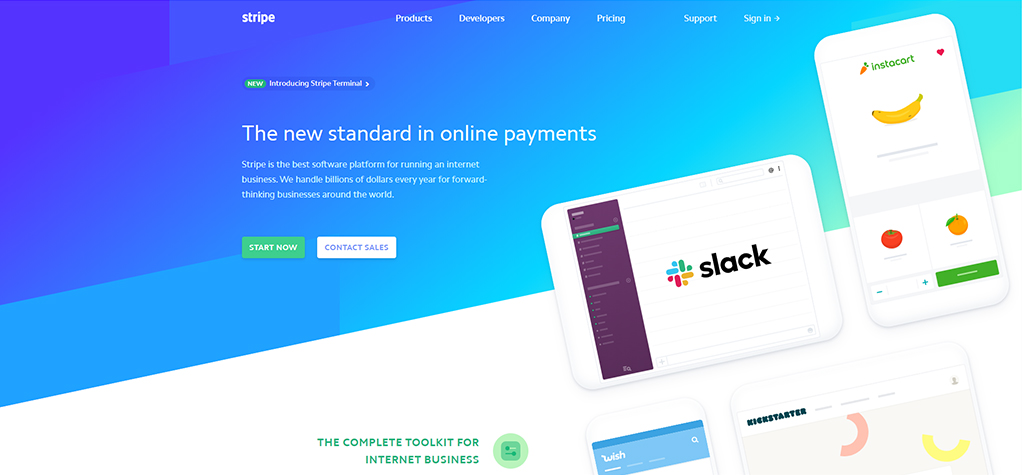 stripe
Products Developers Company Pricing Support Sign in →
NEW Introducing Stripe Terminal >
The new standard in online payments
Stripe is the best software platform for running an internet
business. We handle billions of dollars every year for forward-
thinking businesses around the world.
START NOW CONTACT SALES
instacart
slack
KICKSTARTER
wish
THE COMPLETE TOOLKIT FOR
INTERNET BUSINESS